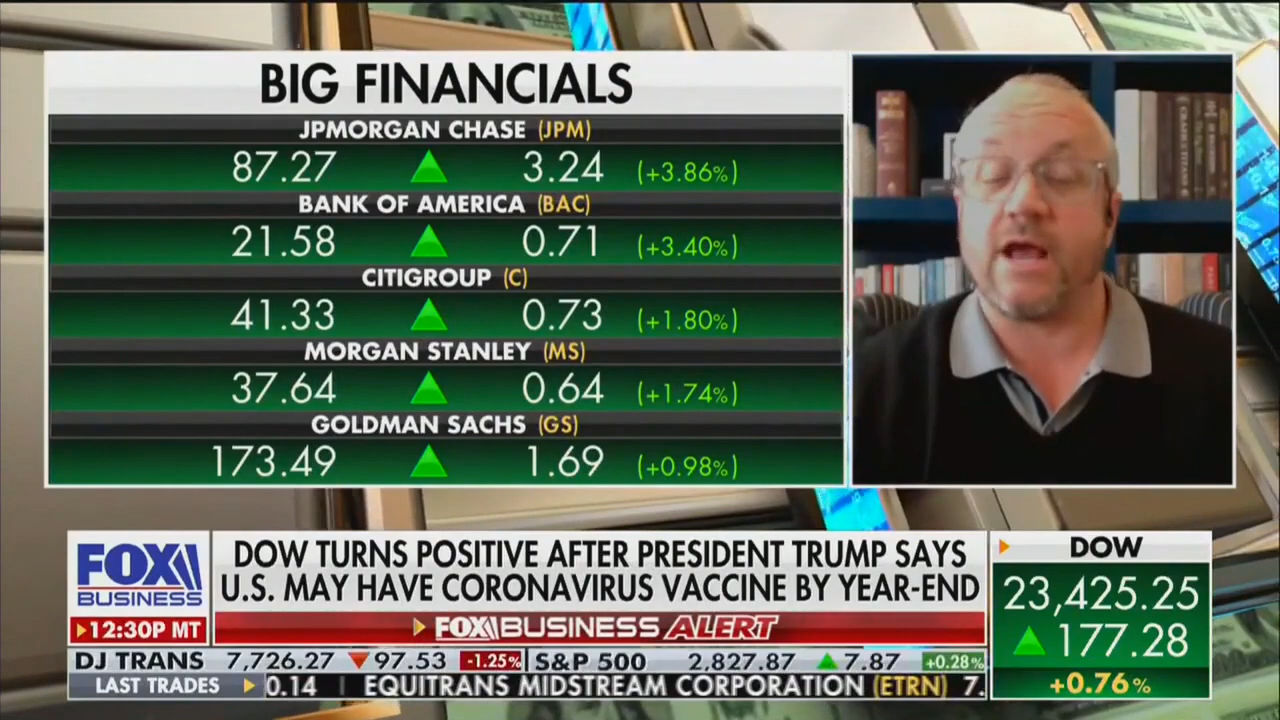 BIG FINANCIALS
JPMORGAN CHASE (JPM)
87.27 ▲ 3.24 (+3.86%)
BANK OF AMERICA (BAC)
21.58 ▲ 0.71 (+3.40%)
CITIGROUP (C)
41.33 ▲ 0.73 (+1.80%)
MORGAN STANLEY (MS)
37.64 ▲ 0.64 (+1.74%)
GOLDMAN SACHS (GS)
173.49 ▲ 1.69 (+0.98%)
FOX
BUSINESS
12:30P MT
DOW TURNS POSITIVE AFTER PRESIDENT TRUMP SAYS
U.S. MAY HAVE CORONAVIRUS VACCINE BY YEAR-END
FOX BUSINESS ALERT
DOW
23,425.25
▲ 177.28
+0.76%
DJ TRANS 7,726.27 ▼ 97.53 -1.25% S&P 500 2,827.87 ▲ 7.87 +0.28%
LAST TRADES 0.14 | EQUITRANS MIDSTREAM CORPORATION (ETRN) 7.